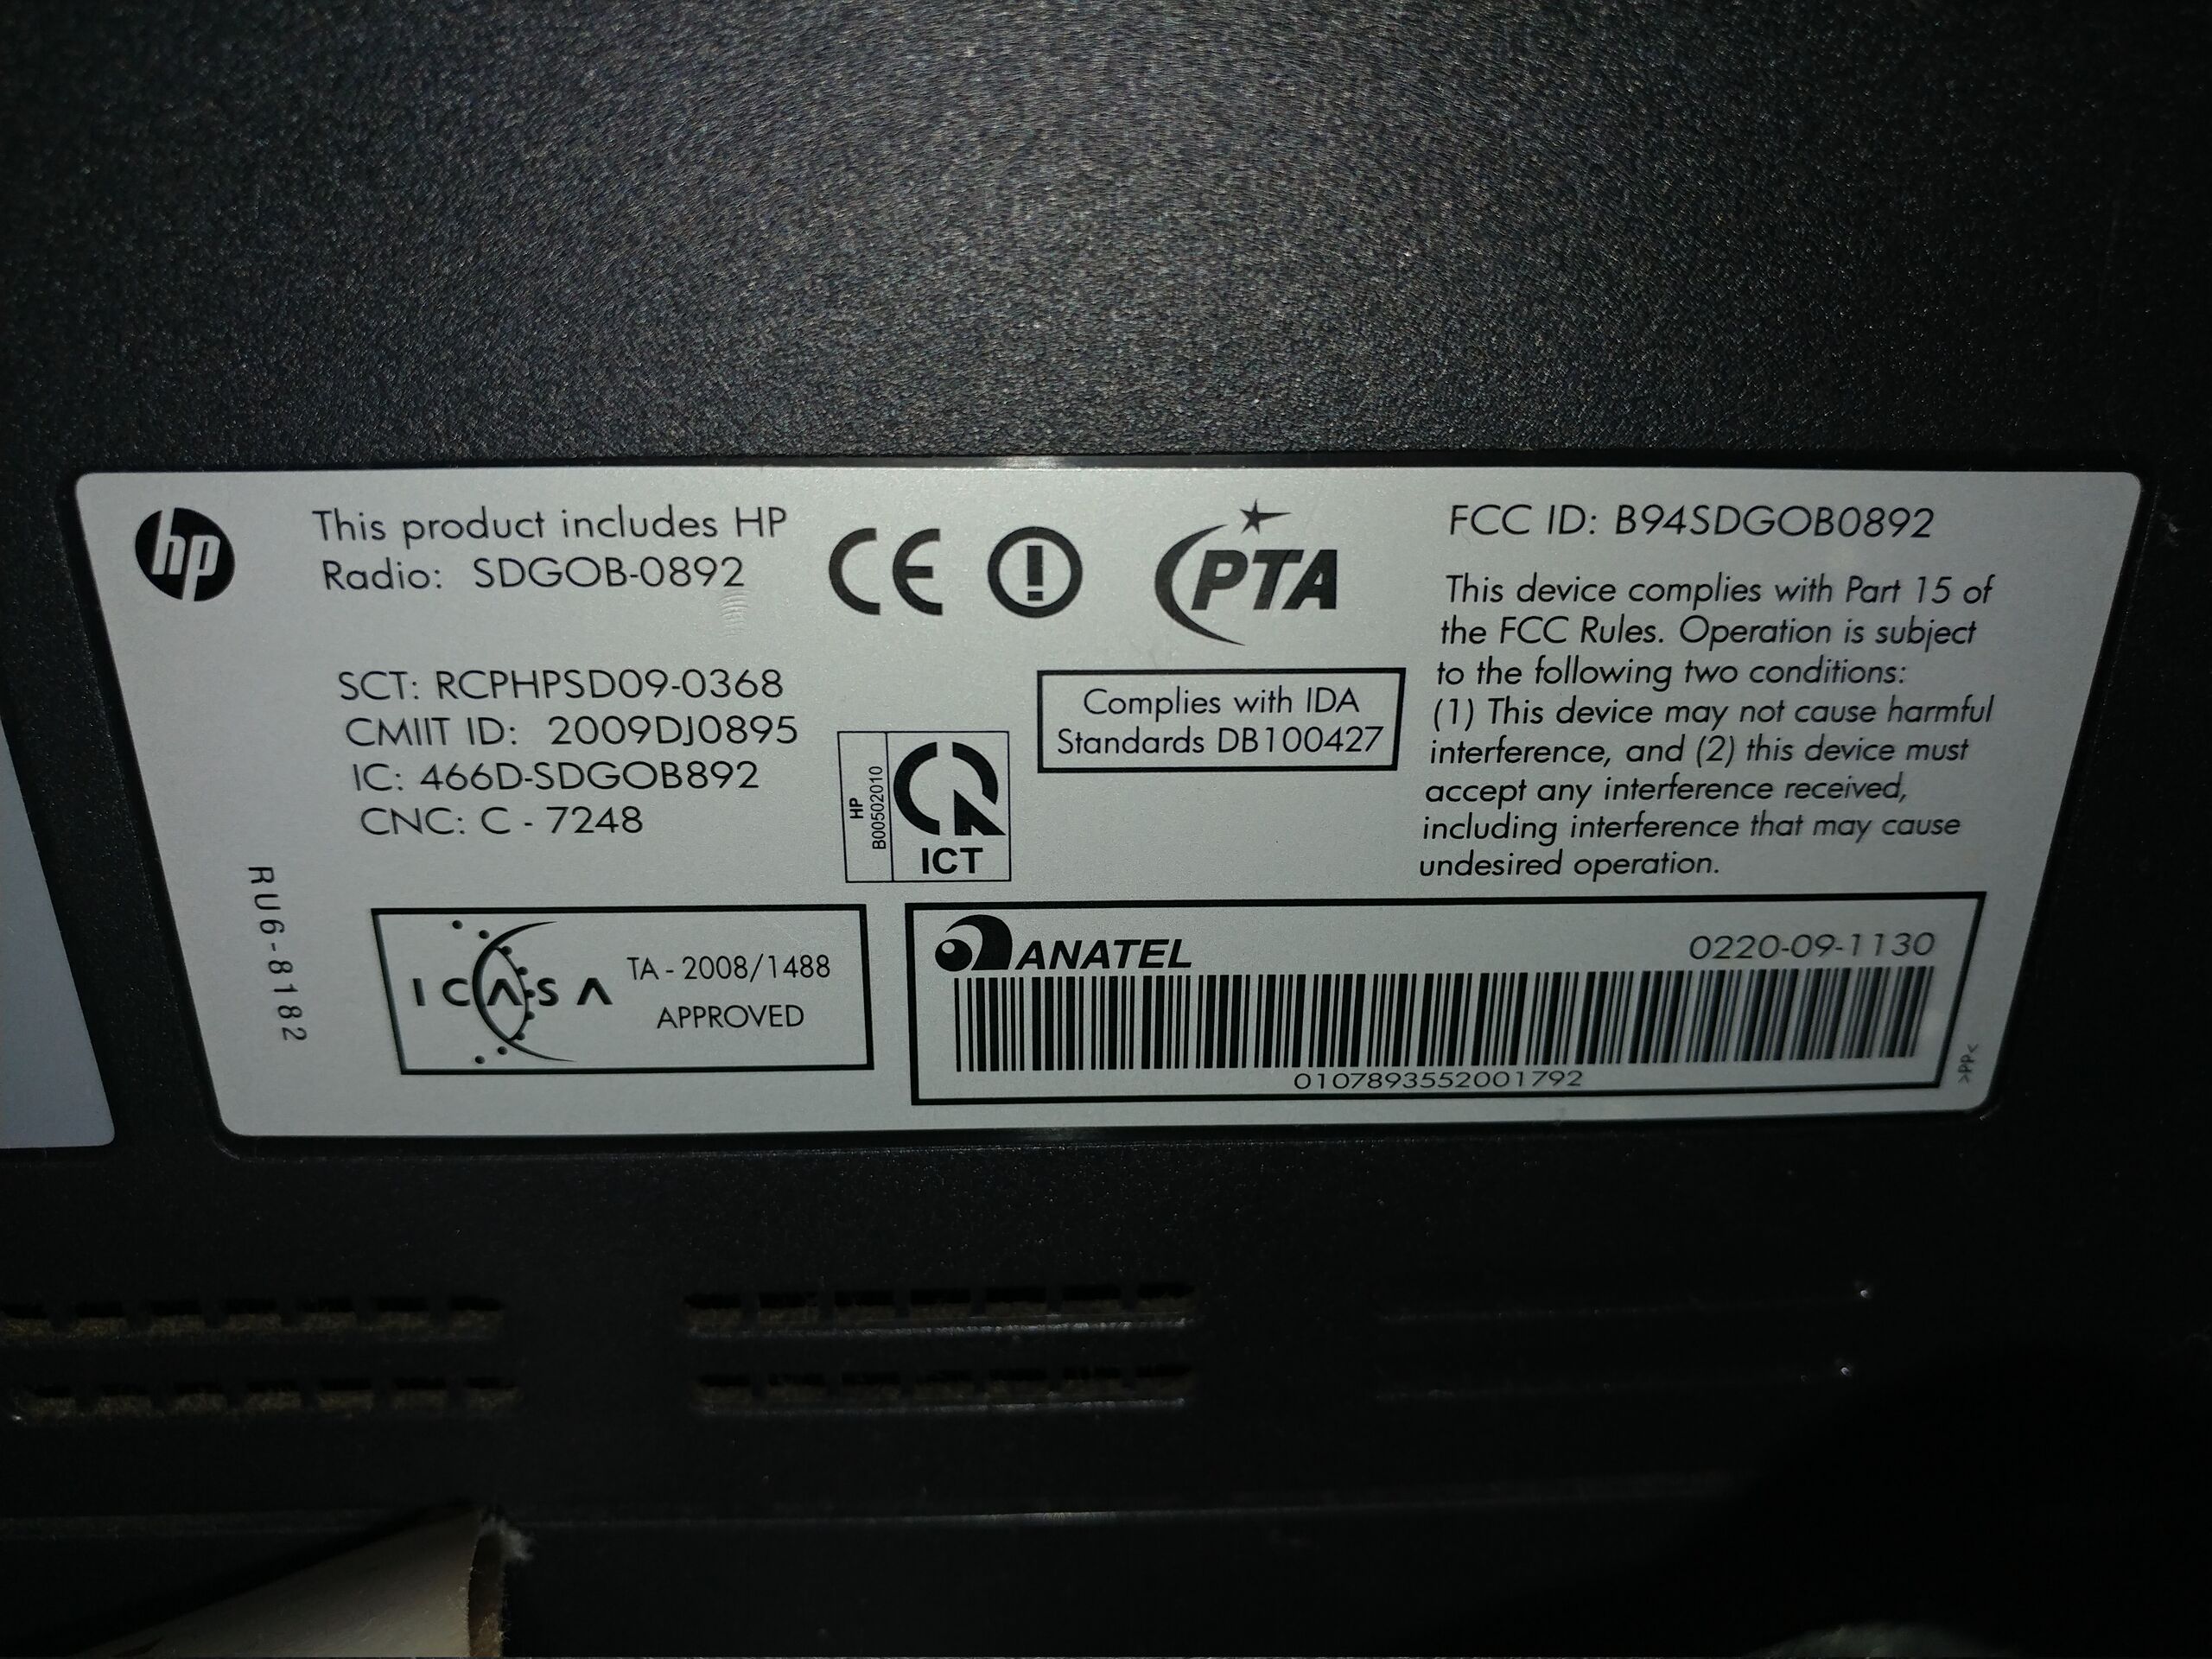 hp
This product includes HP
Radio: SDGOB-0892
CE
PTA
SCT: RCPHPSD09-0368
CMIIT ID: 2009DJ0895
IC: 466D-SDGOB892
CNC: C - 7248
HP
B00502010
ICT
Complies with IDA
Standards DB100427
FCC ID: B94SDGOB0892
This device complies with Part 15 of
the FCC Rules. Operation is subject
to the following two conditions:
(1) This device may not cause harmful
interference, and (2) this device must
accept any interference received,
including interference that may cause
undesired operation.
RU6-8182
ICASA
TA - 2008/1488
APPROVED
ANATEL
0220-09-1130
0107893552001792
>PP<